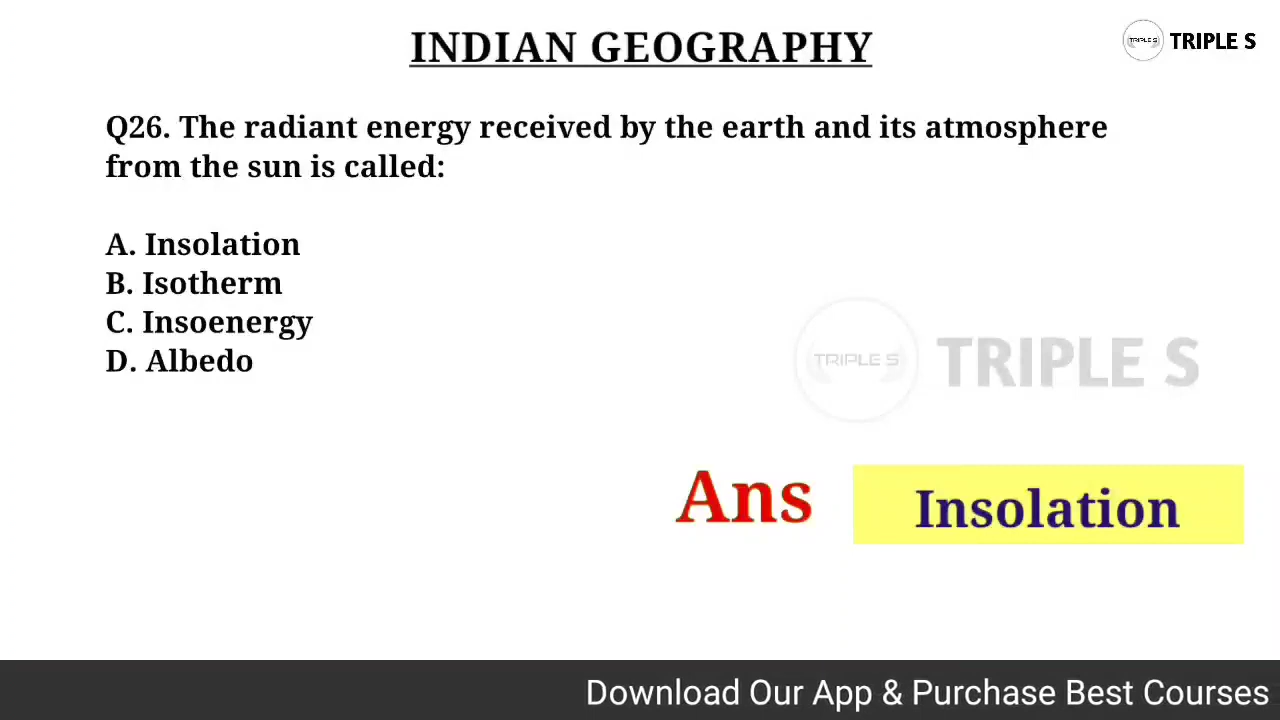 INDIAN GEOGRAPHY
TRIPLE S
TRIPLE S
Q26. The radiant energy received by the earth and its atmosphere
from the sun is called:
A. Insolation
B. Isotherm
C. Insoenergy
D. Albedo
TRIPLE S
TRIPLE S
Ans
Insolation
Download Our App & Purchase Best Courses